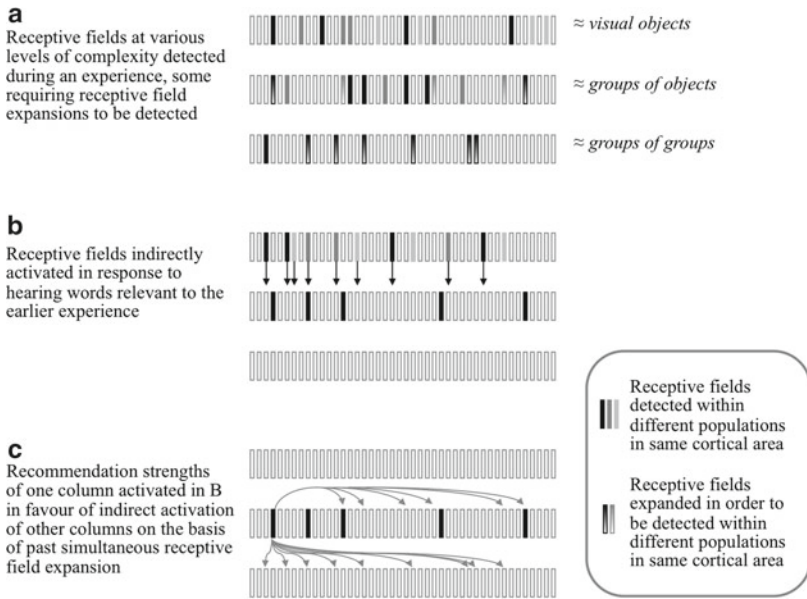 a
Receptive fields at various
levels of complexity detected
during an experience, some
requiring receptive field
expansions to be detected
≈ visual objects
≈ groups of objects
≈ groups of groups
b
Receptive fields indirectly
activated in response to
hearing words relevant to the
earlier experience
c
Recommendation strengths
of one column activated in B
in favour of indirect activation
of other columns on the basis
of past simultaneous receptive
field expansion
Receptive fields
detected within
different populations
in same cortical area
Receptive fields
expanded in order to
be detected within
different populations
in same cortical area